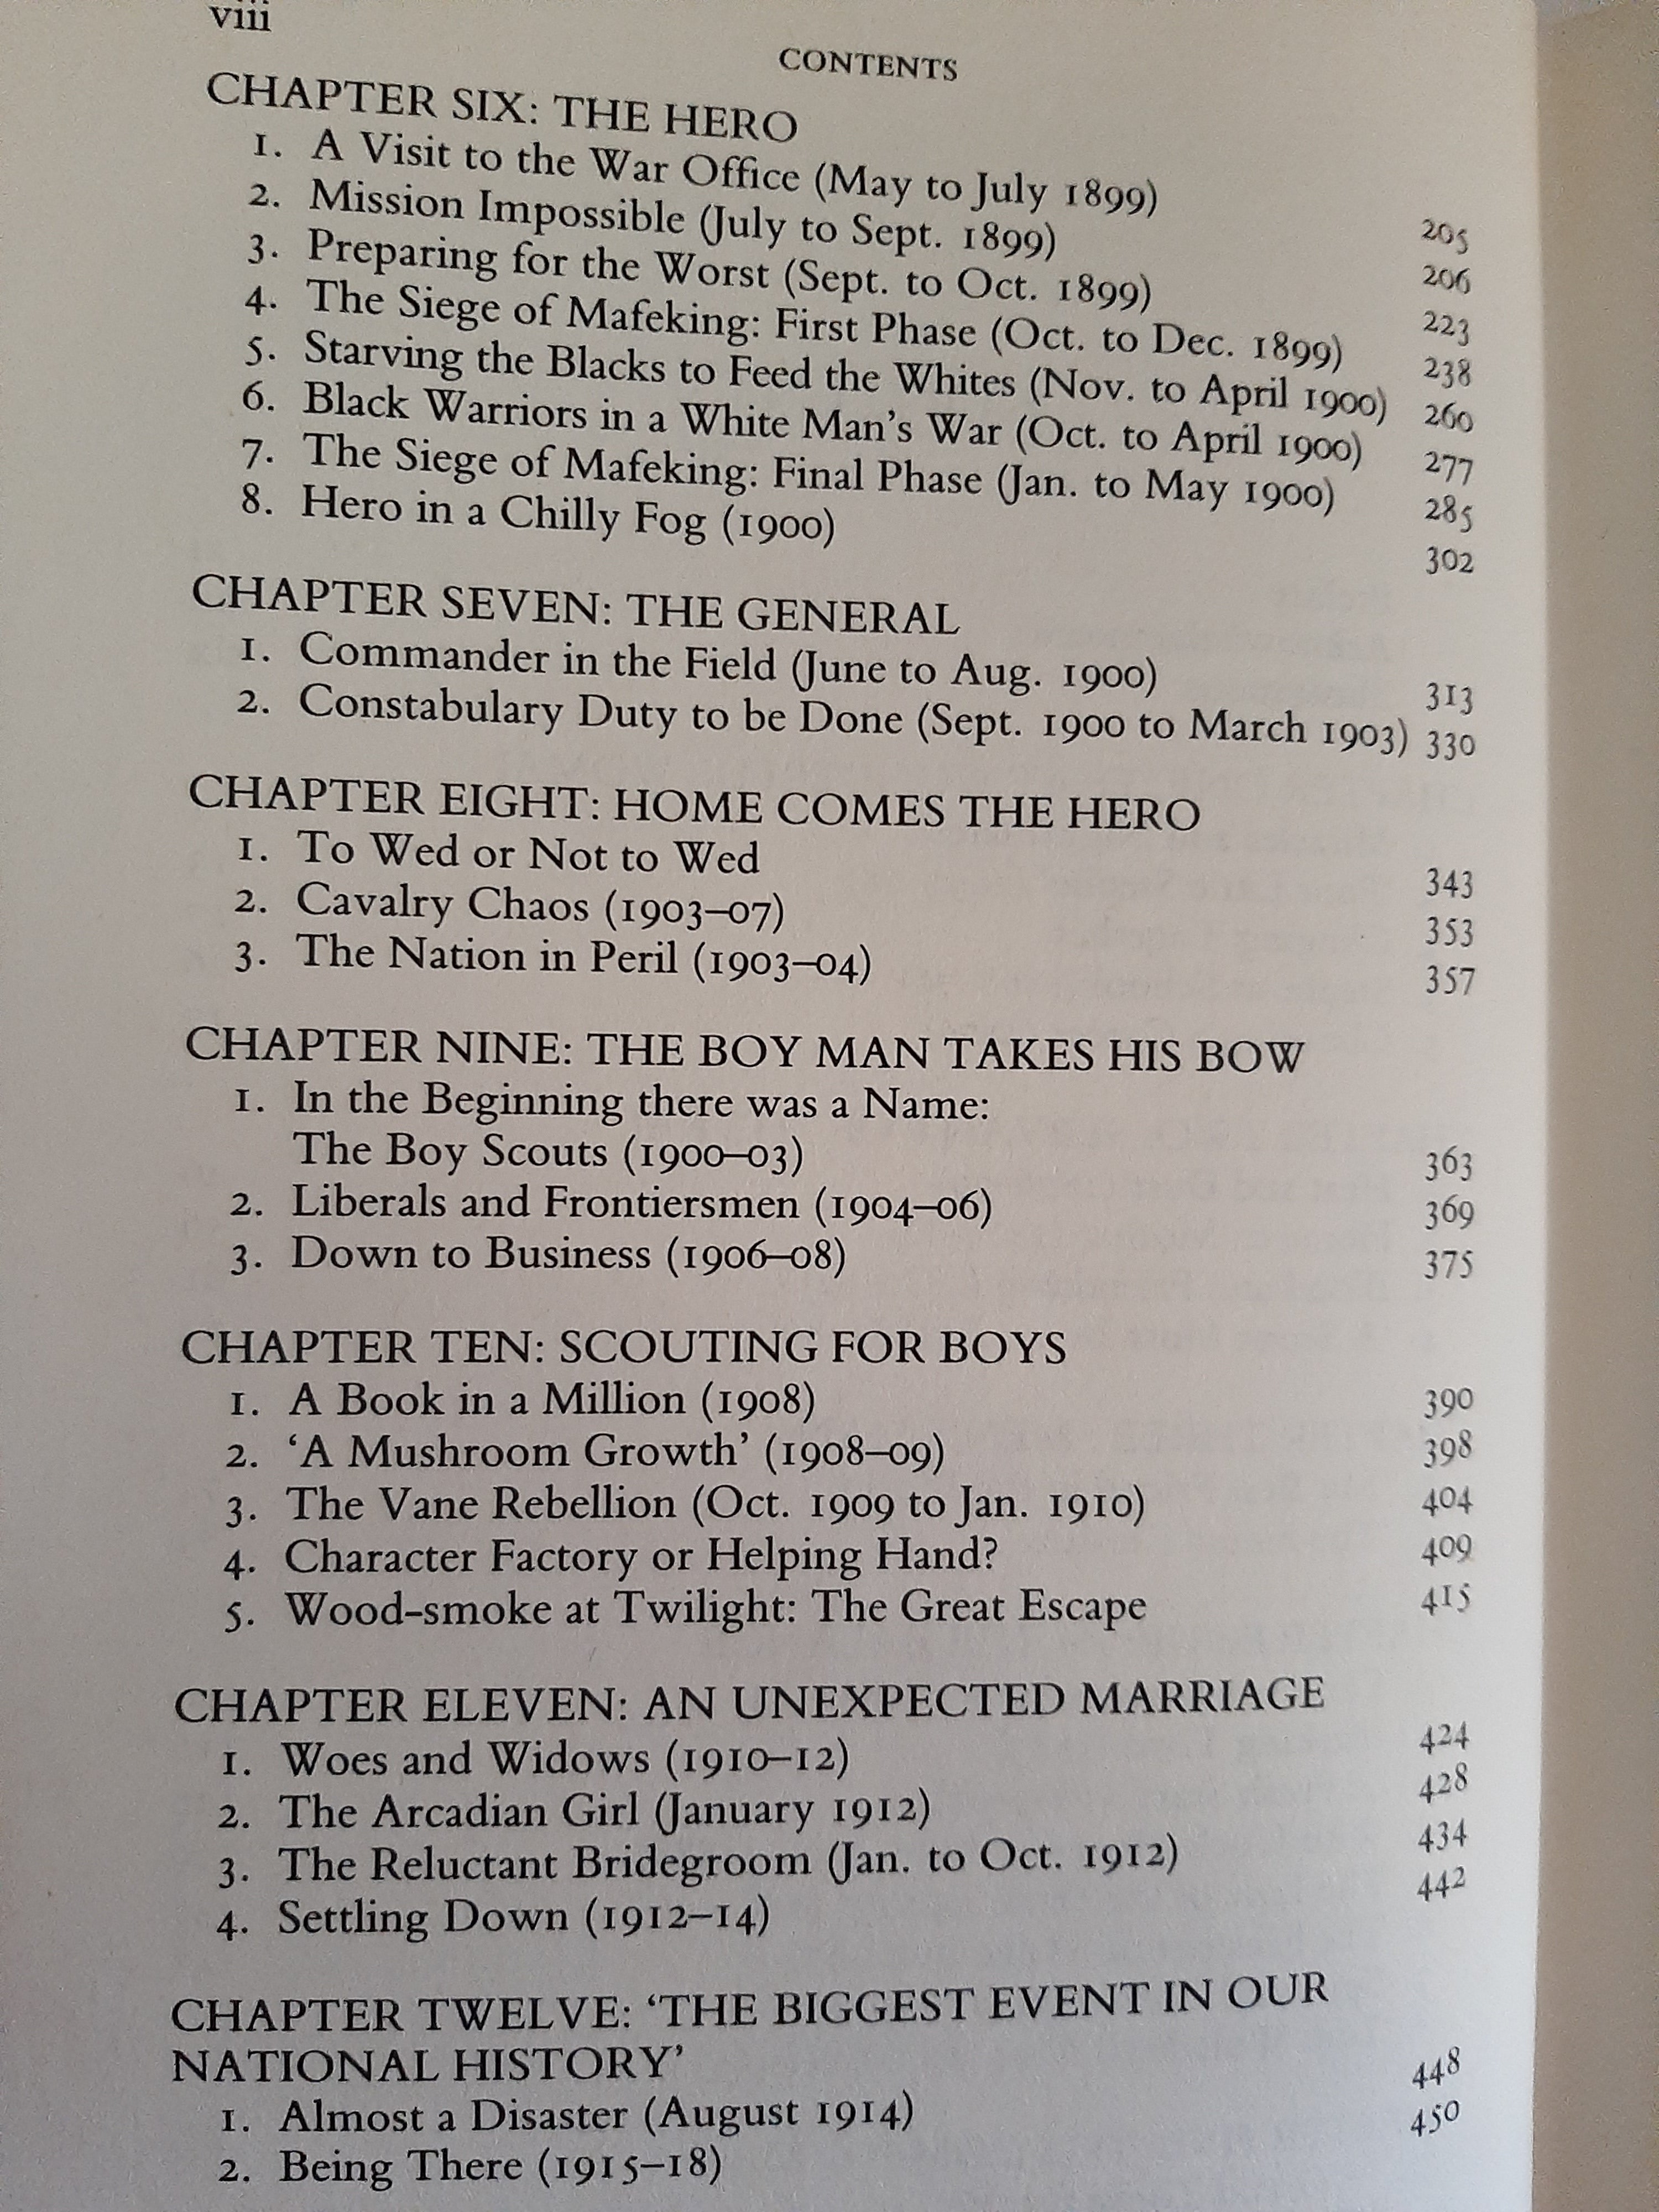 viii
CONTENTS
CHAPTER SIX: THE HERO
1. A Visit to the War Office (May to July 1899) 205
2. Mission Impossible (July to Sept. 1899) 206
3. Preparing for the Worst (Sept. to Oct. 1899) 223
4. The Siege of Mafeking: First Phase (Oct. to Dec. 1899) 238
5. Starving the Blacks to Feed the Whites (Nov. to April 1900) 260
6. Black Warriors in a White Man's War (Oct. to April 1900) 277
7. The Siege of Mafeking: Final Phase (Jan. to May 1900) 285
8. Hero in a Chilly Fog (1900) 302
CHAPTER SEVEN: THE GENERAL
1. Commander in the Field (June to Aug. 1900) 313
2. Constabulary Duty to be Done (Sept. 1900 to March 1903) 330
CHAPTER EIGHT: HOME COMES THE HERO
1. To Wed or Not to Wed 343
2. Cavalry Chaos (1903–07) 353
3. The Nation in Peril (1903–04) 357
CHAPTER NINE: THE BOY MAN TAKES HIS BOW
1. In the Beginning there was a Name:
The Boy Scouts (1900–03) 363
2. Liberals and Frontiersmen (1904–06) 369
3. Down to Business (1906–08) 375
CHAPTER TEN: SCOUTING FOR BOYS
1. A Book in a Million (1908) 390
2. ‘A Mushroom Growth’ (1908–09) 398
3. The Vane Rebellion (Oct. 1909 to Jan. 1910) 404
4. Character Factory or Helping Hand? 409
5. Wood-smoke at Twilight: The Great Escape 415
CHAPTER ELEVEN: AN UNEXPECTED MARRIAGE
1. Woes and Widows (1910–12) 424
2. The Arcadian Girl (January 1912) 428
3. The Reluctant Bridegroom (Jan. to Oct. 1912) 434
4. Settling Down (1912–14) 442
CHAPTER TWELVE: ‘THE BIGGEST EVENT IN OUR
NATIONAL HISTORY’
1. Almost a Disaster (August 1914) 448
2. Being There (1915–18) 450